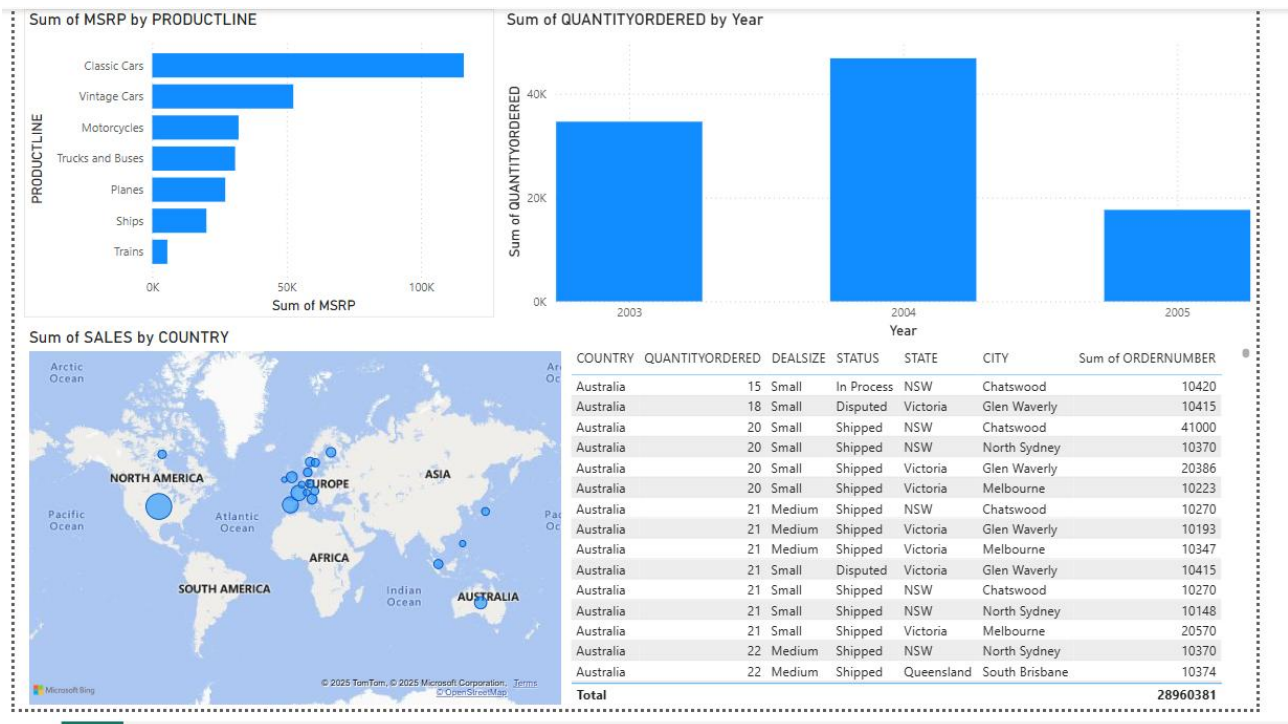 Sum of MSRP by PRODUCTLINE
PRODUCTLINE
Classic Cars
Vintage Cars
Motorcycles
Trucks and Buses
Planes
Ships
Trains
0K 50K 100K
Sum of MSRP
Sum of QUANTITYORDERED by Year
Sum of QUANTITYORDERED
40K
20K
0K
2003 2004 2005
Year
Sum of SALES by COUNTRY
Arctic
Ocean
NORTH AMERICA
EUROPE
ASIA
Pacific
Ocean
Atlantic
Ocean
AFRICA
SOUTH AMERICA
Indian
Ocean
AUSTRALIA
Microsoft Bing
© 2025 TomTom, © 2025 Microsoft Corporation, Terms
© OpenStreetMap
COUNTRY QUANTITYORDERED DEALSIZE STATUS STATE CITY Sum of ORDERNUMBER
Australia 15 Small In Process NSW Chatswood 10420
Australia 18 Small Disputed Victoria Glen Waverly 10415
Australia 20 Small Shipped NSW Chatswood 41000
Australia 20 Small Shipped NSW North Sydney 10370
Australia 20 Small Shipped Victoria Glen Waverly 20386
Australia 20 Small Shipped Victoria Melbourne 10223
Australia 21 Medium Shipped NSW Chatswood 10270
Australia 21 Medium Shipped Victoria Glen Waverly 10193
Australia 21 Medium Shipped Victoria Melbourne 10347
Australia 21 Small Disputed Victoria Glen Waverly 10415
Australia 21 Small Shipped NSW Chatswood 10270
Australia 21 Small Shipped NSW North Sydney 10148
Australia 21 Small Shipped Victoria Melbourne 20570
Australia 22 Medium Shipped NSW North Sydney 10370
Australia 22 Medium Shipped Queensland South Brisbane 10374
Total 28960381